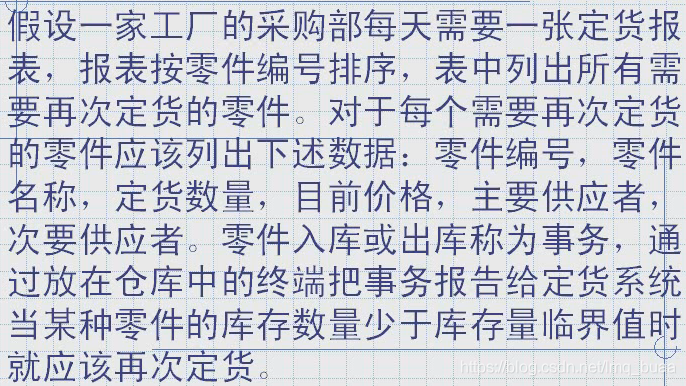 假设一家工厂的采购部每天需要一张定货报
表，报表按零件编号排序，表中列出所有需
要再次定货的零件。对于每个需要再次定货
的零件应该列出下述数据：零件编号，零件
名称，定货数量，目前价格，主要供应者，
次要供应者。零件入库或出库称为事务，通
过放在仓库中的终端把事务报告给定货系统
当某种零件的库存数量少于库存量临界值时
就应该再次定货。